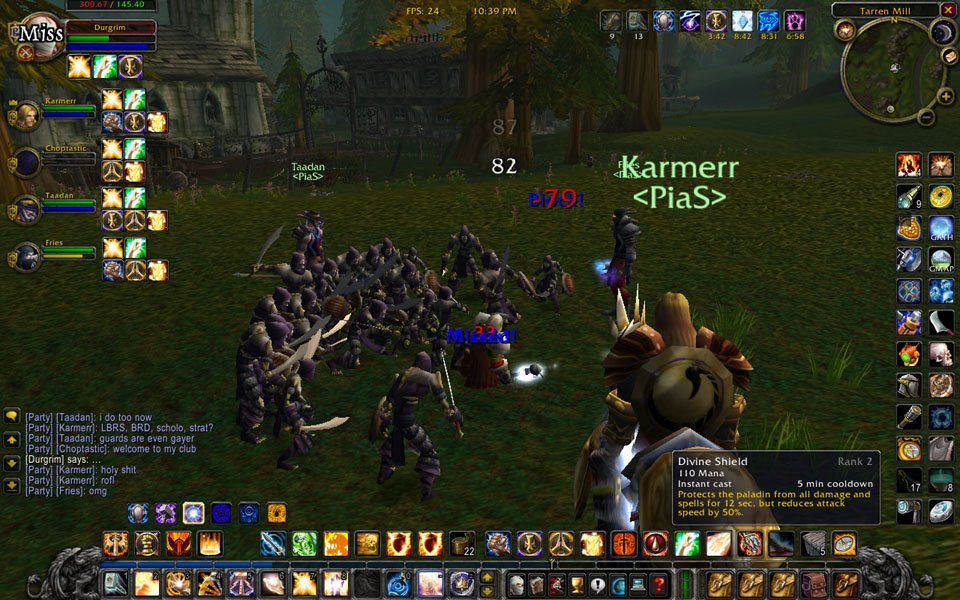 300.67 / 145.40
FPS: 24
10:39 PM
Tarren Mill
N
Miss
Durgrim
9
13
3:42
8:42
8:31
6:58
Karmerr
Choptastic
Taadan
Fries
87
82
79
33
Missed!
Taadan
<PiaS>
Karmerr
<PiaS>
9
GATH
GMAP
17
8
[Party] [Taadan]: i do too now
[Party] [Karmerr]: LBRS, BRD, scholo, strat?
[Party] [Taadan]: guards are even gayer
[Party] [Choptastic]: welcome to my club
[Durgrim] says: ...
[Party] [Karmerr]: holy shit
[Party] [Karmerr]: rofl
[Party] [Fries]: omg
Divine Shield
Rank 2
110 Mana
Instant cast
5 min cooldown
Protects the paladin from all damage and
spells for 12 sec, but reduces attack
speed by 50%.
22
5